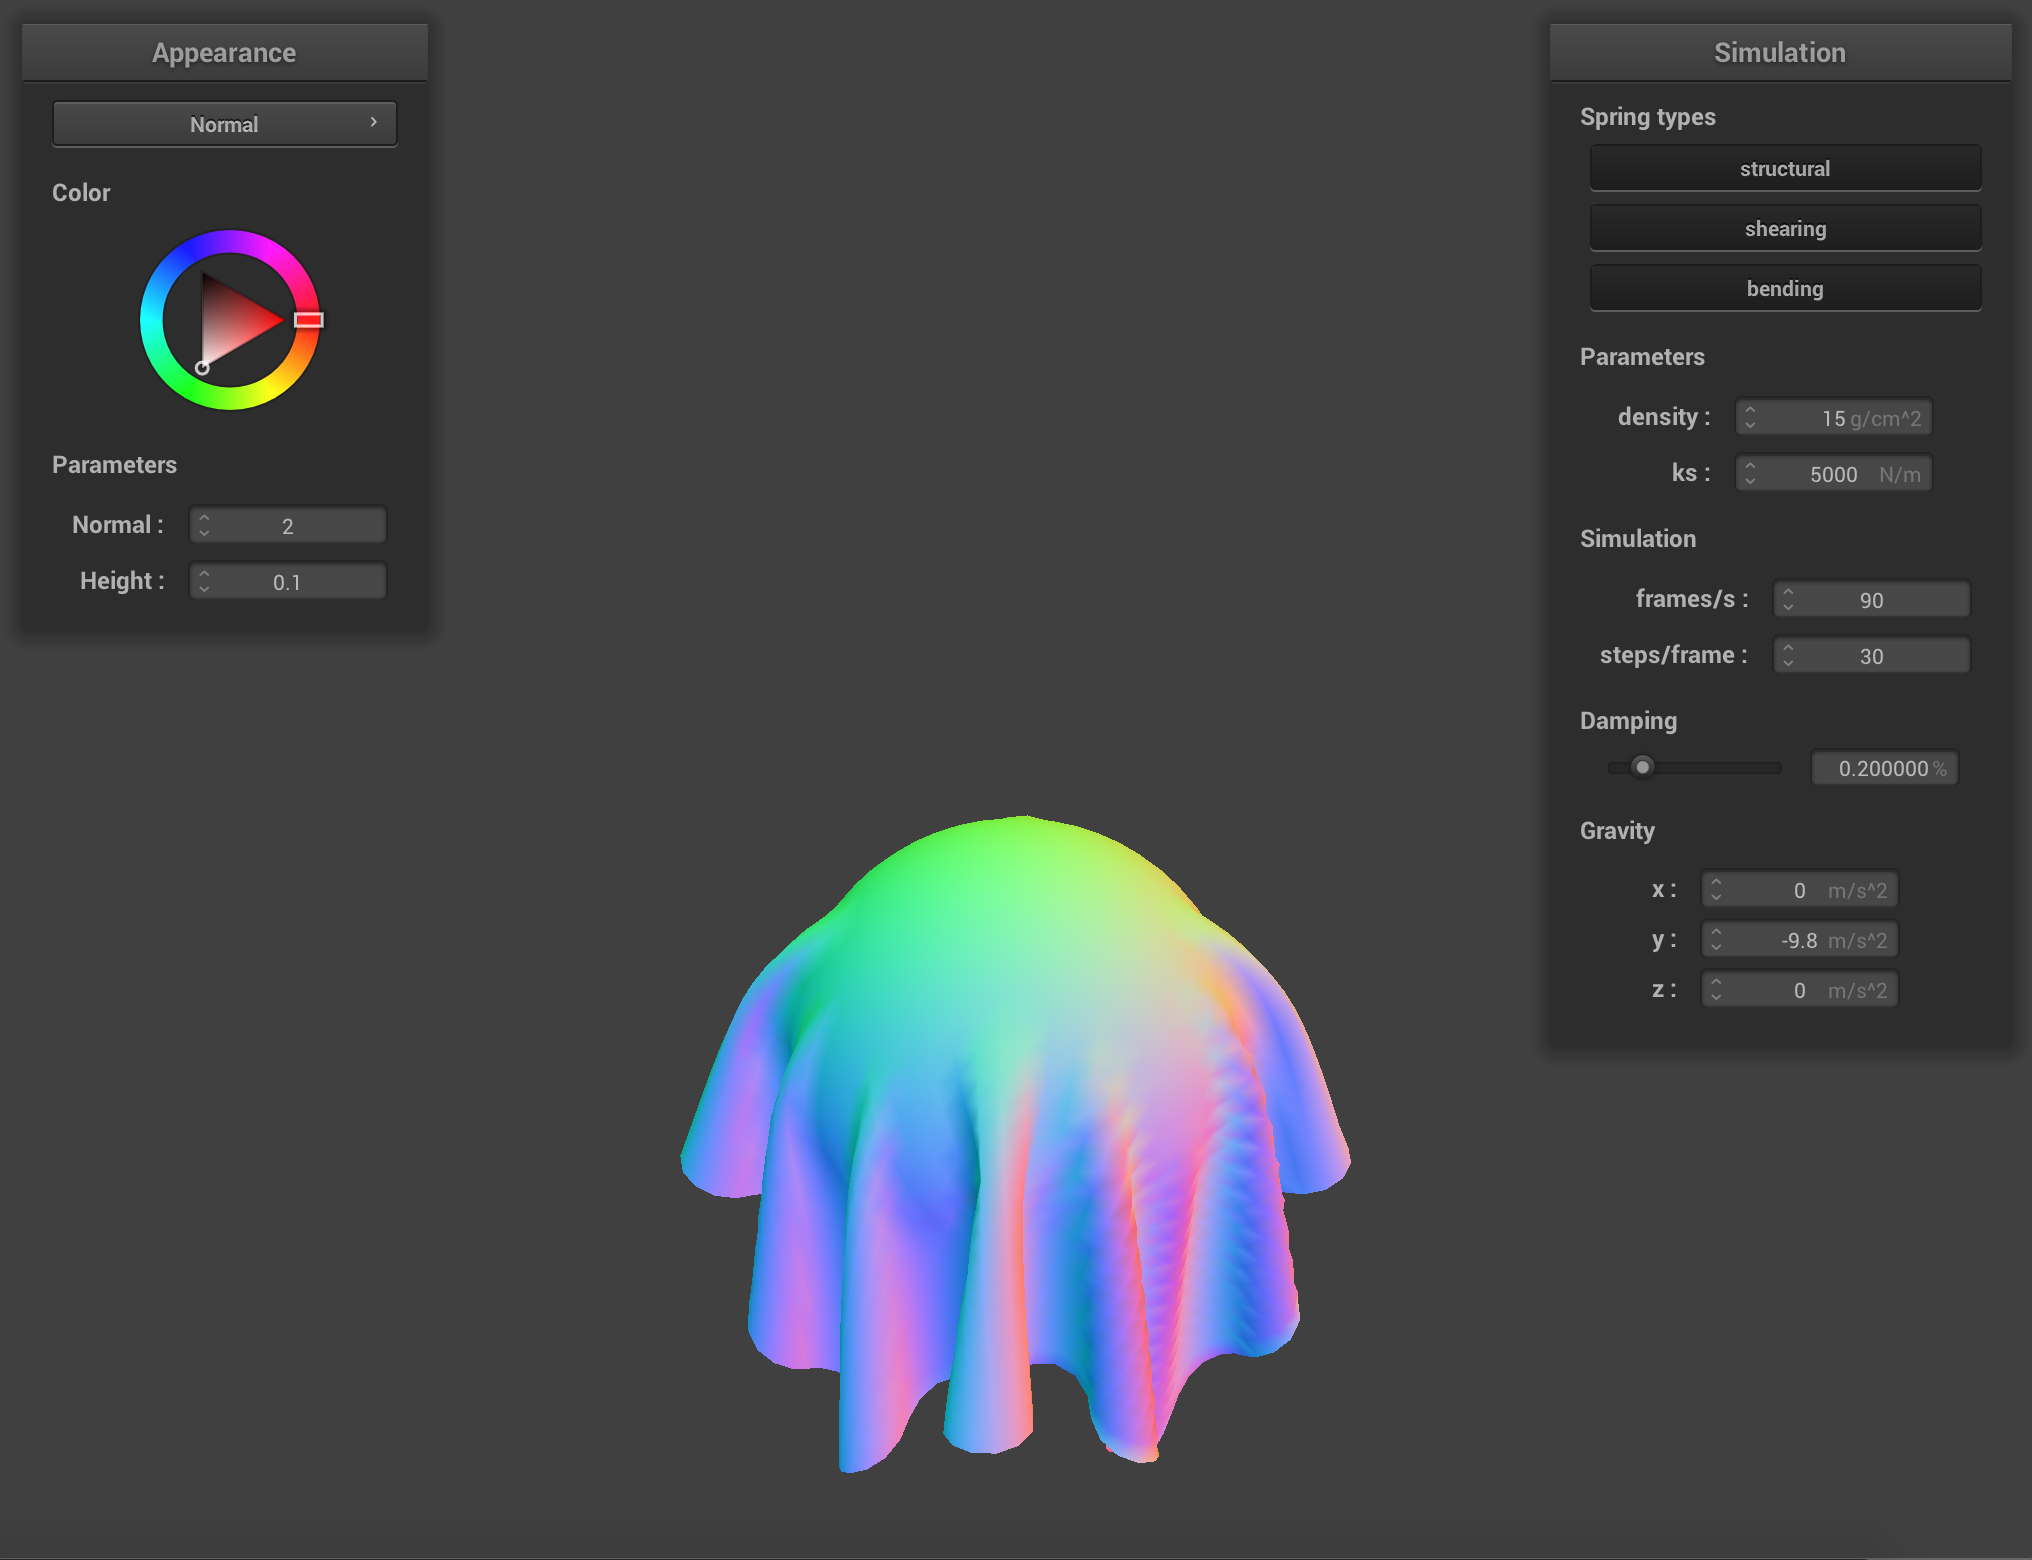 Appearance
Normal
Color
Parameters
Normal : 2
Height : 0.1
Simulation
Spring types
structural
shearing
bending
Parameters
density : 15 g/cm^2
ks : 5000 N/m
Simulation
frames/s : 90
steps/frame : 30
Damping
0.200000 %
Gravity
x : 0 m/s^2
y : -9.8 m/s^2
z : 0 m/s^2